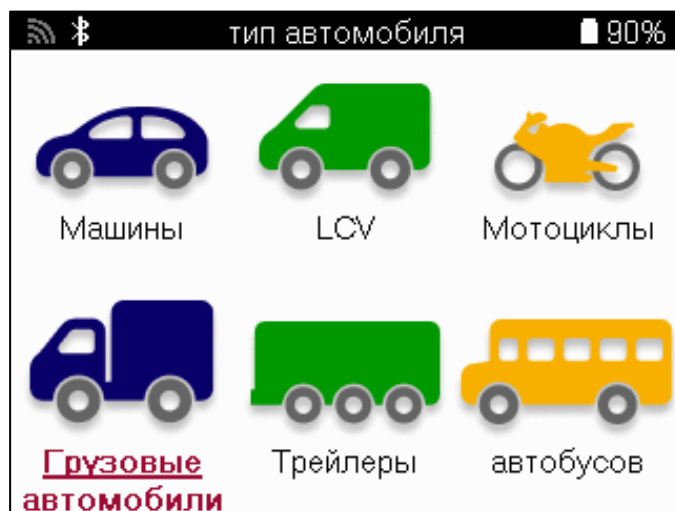 тип автомобиля 90%
Машины LCV Мотоциклы
Грузовые Трейлеры автобусов
автомобили